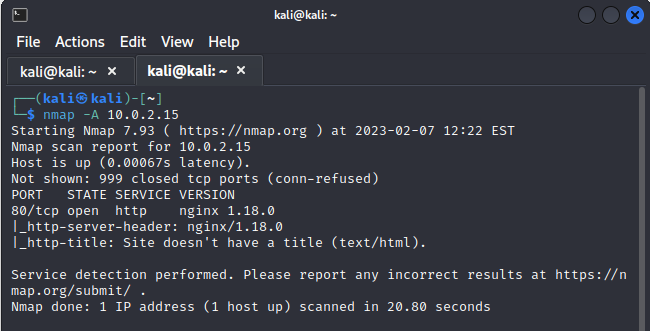 kali@kali: ~
File Actions Edit View Help
kali@kali: ~ × kali@kali: ~ ×
┌──(kali㉿kali)-[~]
└─$ nmap -A 10.0.2.15
Starting Nmap 7.93 ( https://nmap.org ) at 2023-02-07 12:22 EST
Nmap scan report for 10.0.2.15
Host is up (0.00067s latency).
Not shown: 999 closed tcp ports (conn-refused)
PORT   STATE SERVICE VERSION
80/tcp open  http    nginx 1.18.0
|_http-server-header: nginx/1.18.0
|_http-title: Site doesn't have a title (text/html).

Service detection performed. Please report any incorrect results at https://n
map.org/submit/ .
Nmap done: 1 IP address (1 host up) scanned in 20.80 seconds